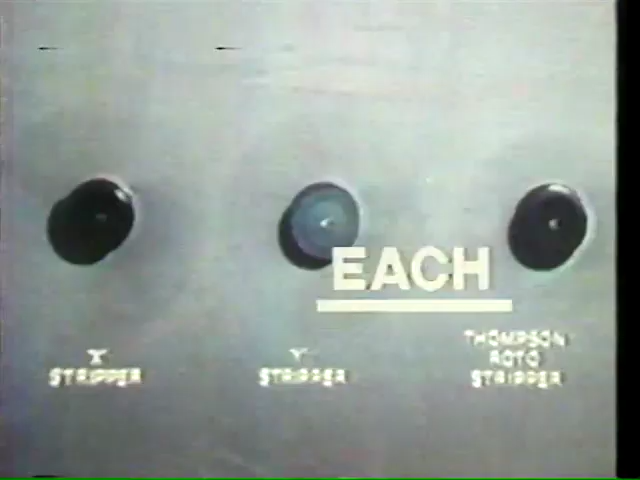 EACH
X
STRIPPER
Y
STRIPPER
THOMPSON
ROTO
STRIPPER